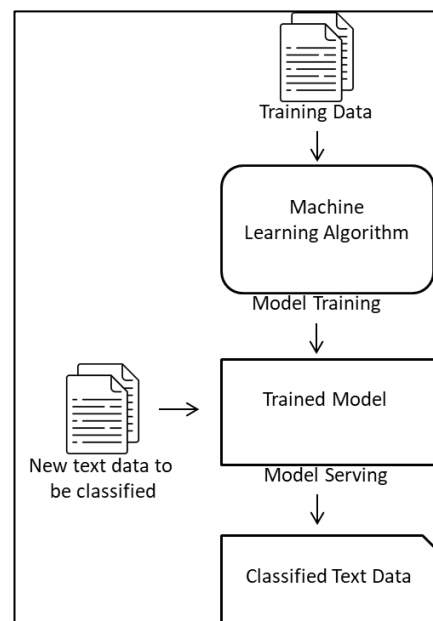 Training Data
Machine
Learning Algorithm
Model Training
Trained Model
New text data to
be classified
Model Serving
Classified Text Data